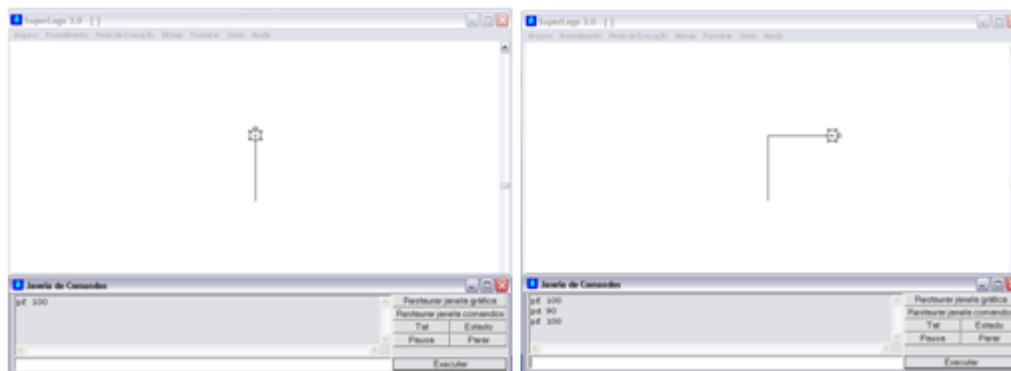 SuperLogo 3.0 - [ ]
Arquivo Procedimento Modo de Execução Bitmap Formatar Zoom Ajuda
Janela de Comandos
pf 100
Restaurar janela gráfica
Restaurar janela comandos
Tat Estado
Pausa Parar
Executar
SuperLogo 3.0 - [ ]
Arquivo Procedimento Modo de Execução Bitmap Formatar Zoom Ajuda
Janela de Comandos
pf 100
pd 90
pf 100
Restaurar janela gráfica
Restaurar janela comandos
Tat Estado
Pausa Parar
Executar